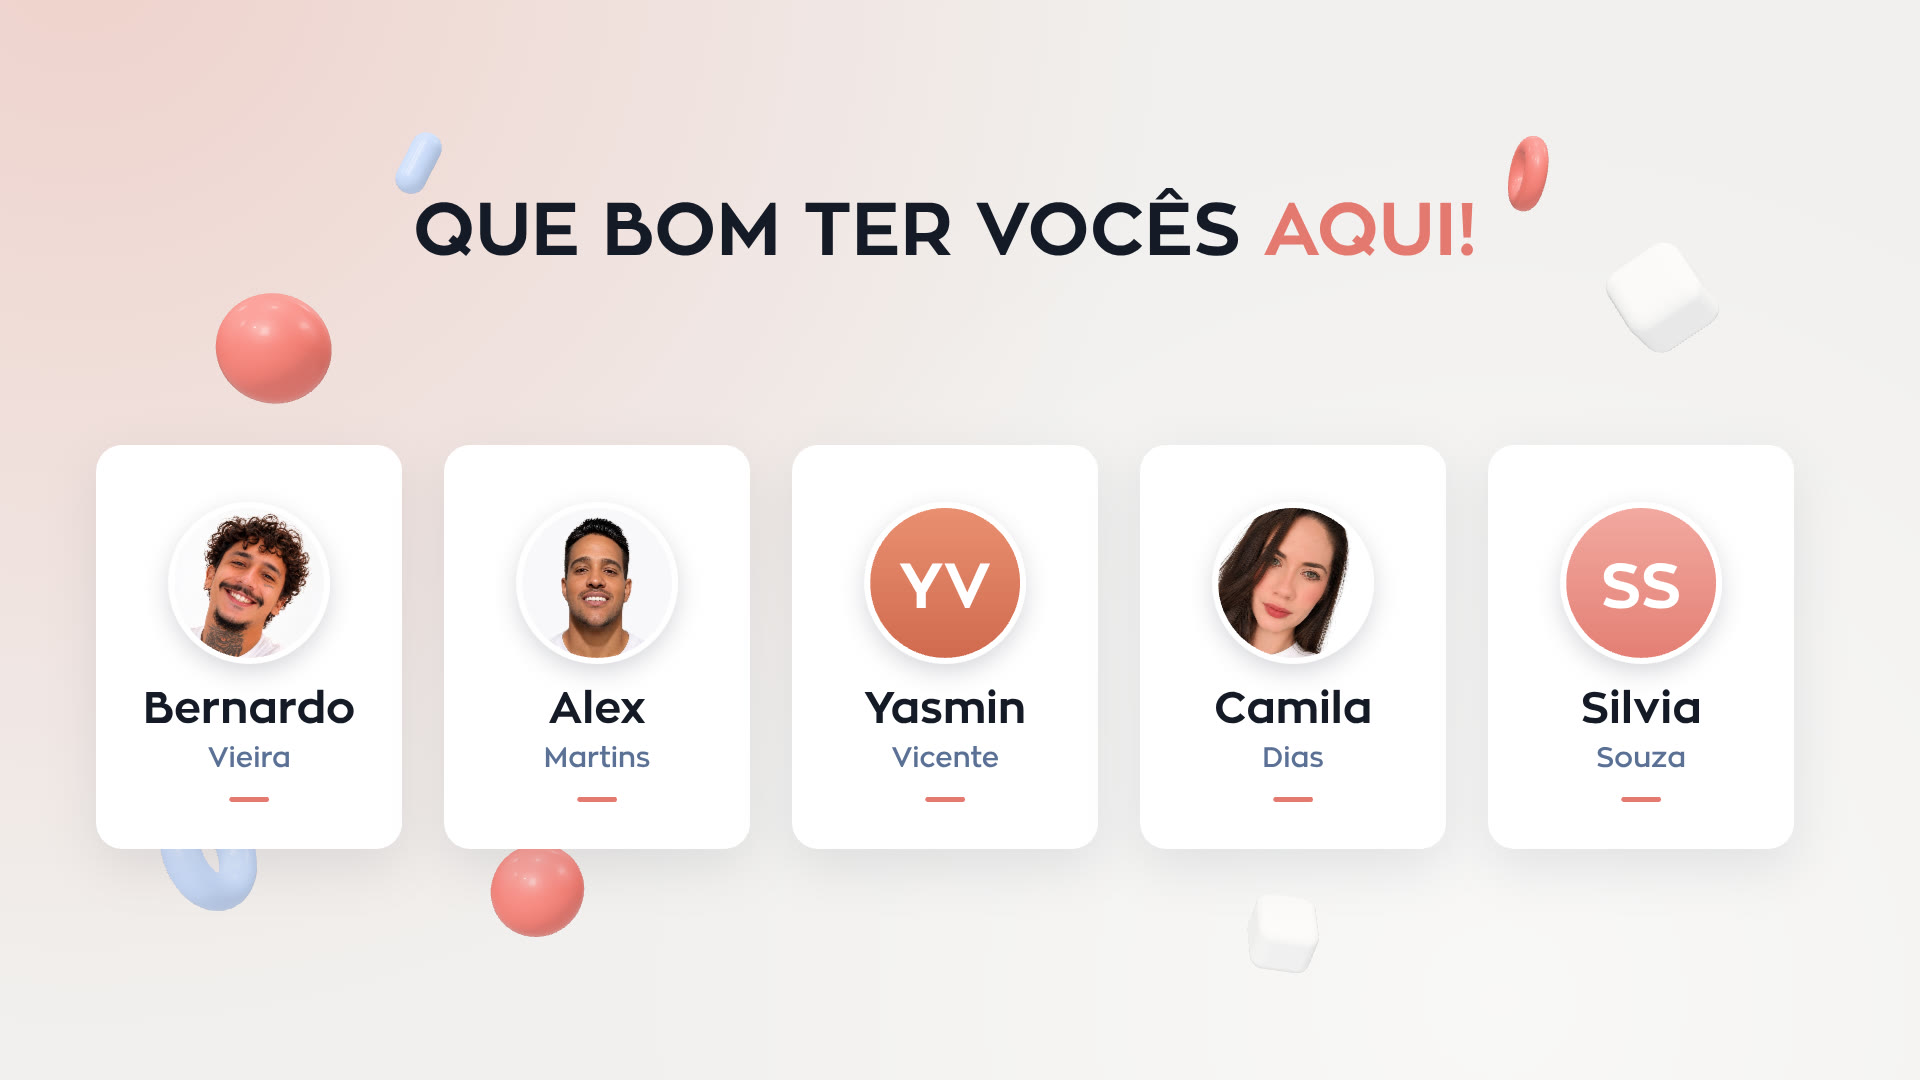 QUE BOM TER VOCÊS AQUI!
YV
SS
Bernardo
Vieira
Alex
Martins
Yasmin
Vicente
Camila
Dias
Silvia
Souza